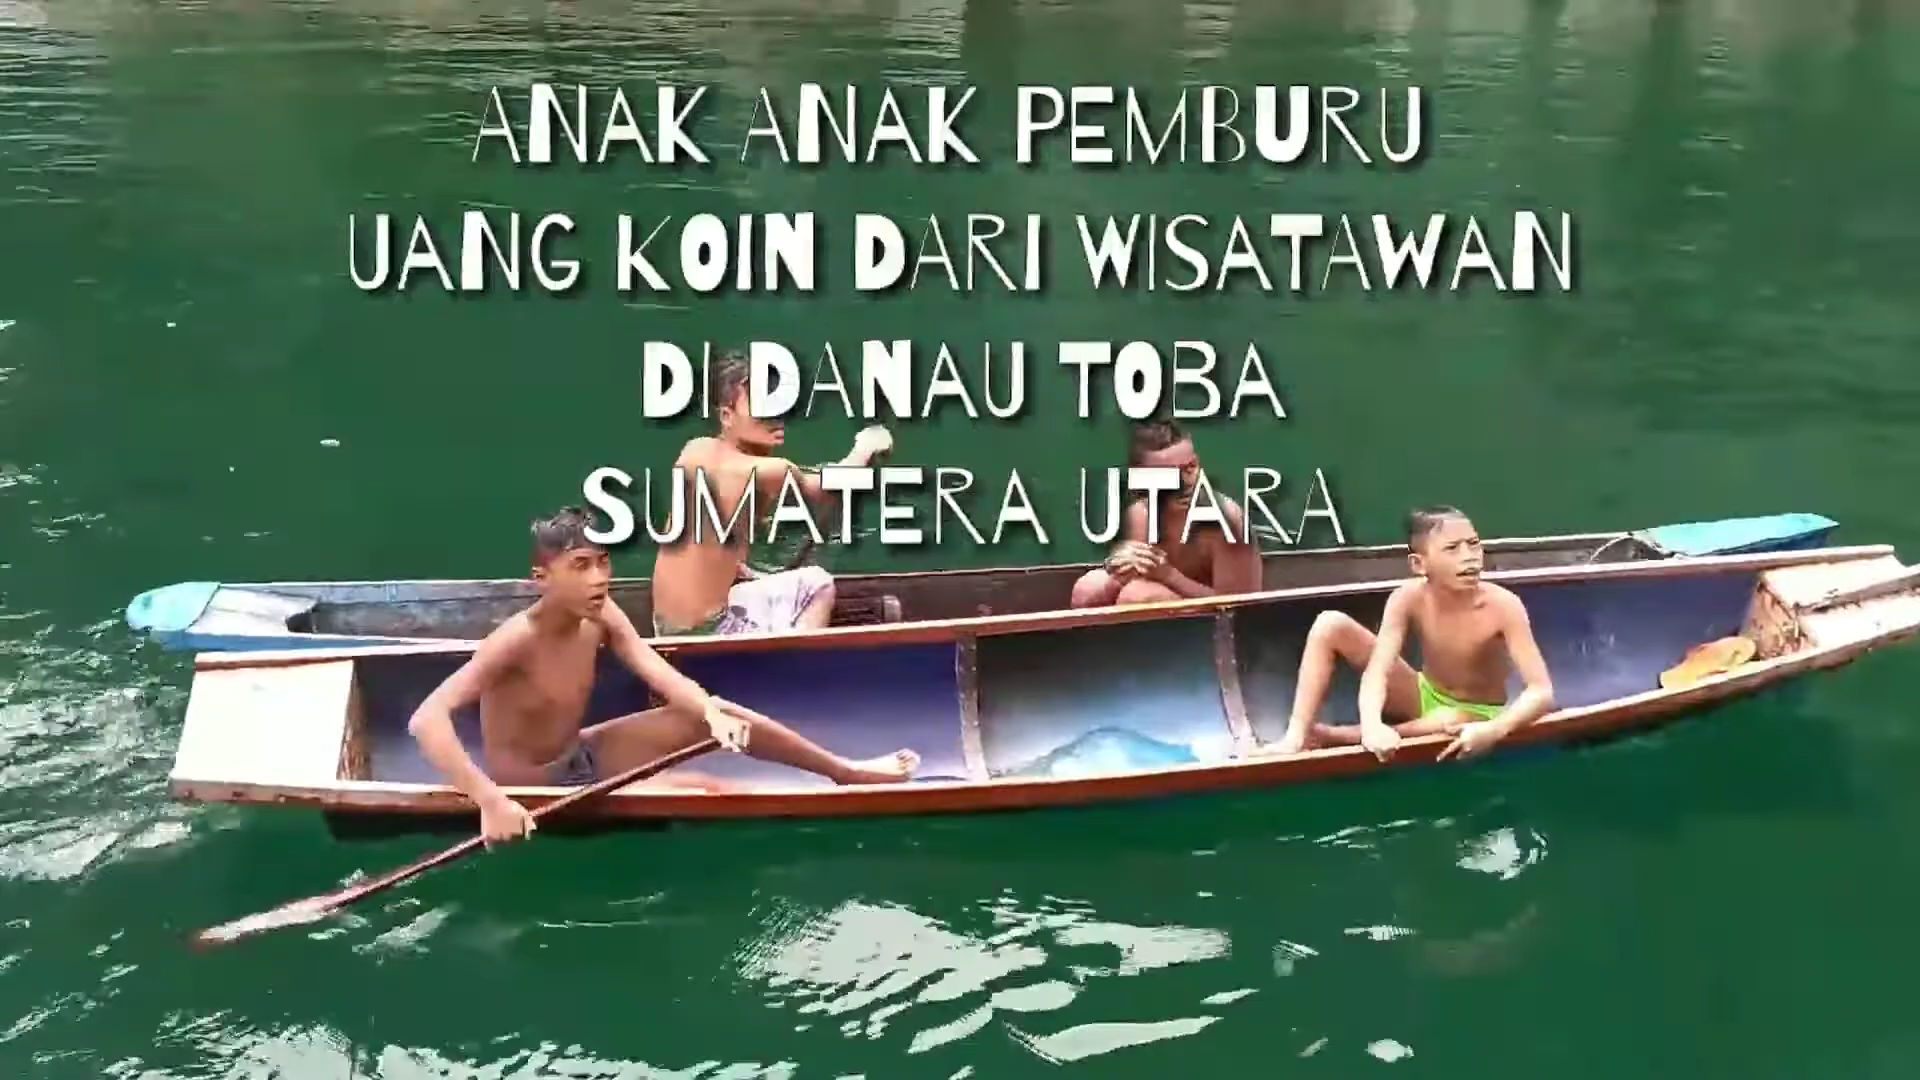 ANAK ANAK PEMBURU
UANG KOIN DARI WISATAWAN
DI DANAU TOBA
SUMATERA UTARA